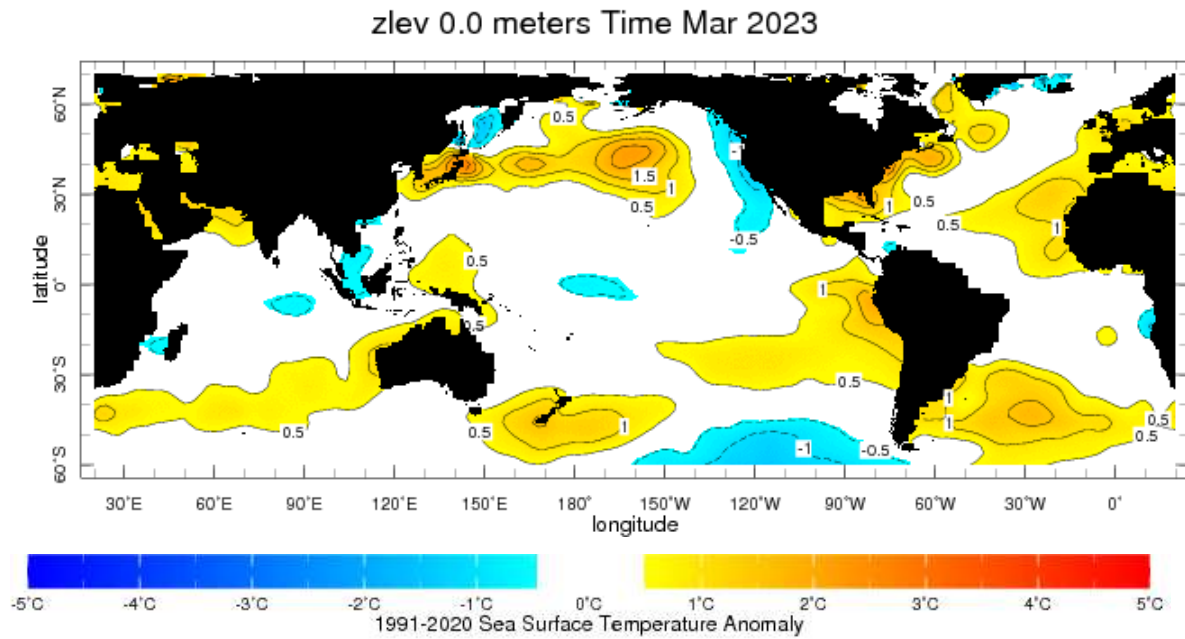 zlev 0.0 meters Time Mar 2023
60°N
30°N
0°
30°S
60°S
latitude
0.5
1.5
1
0.5
-1
-0.5
0.5
1
0.5
1
0.5
0.5
1
0.5
1
1
0.5
0.5
0.5
0.5
1
-1
-0.5
30°E 60°E 90°E 120°E 150°E 180° 150°W 120°W 90°W 60°W 30°W 0°
longitude
-5°C -4°C -3°C -2°C -1°C 0°C 1°C 2°C 3°C 4°C 5°C
1991-2020 Sea Surface Temperature Anomaly